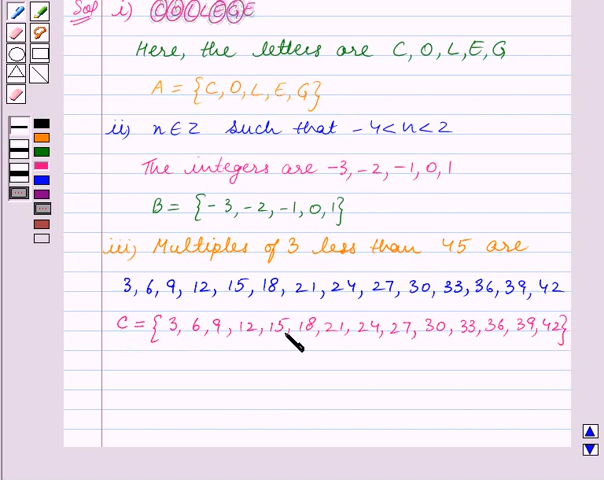 Sol i) COLLEGE
Here, the letters are C, O, L, E, G
A = {C, O, L, E, G}
ii) n ∈ Z such that -4 < n < 2
The integers are -3, -2, -1, 0, 1
B = {-3, -2, -1, 0, 1}
iii) Multiples of 3 less than 45 are
3, 6, 9, 12, 15, 18, 21, 24, 27, 30, 33, 36, 39, 42
C = {3, 6, 9, 12, 15, 18, 21, 24, 27, 30, 33, 36, 39, 42}